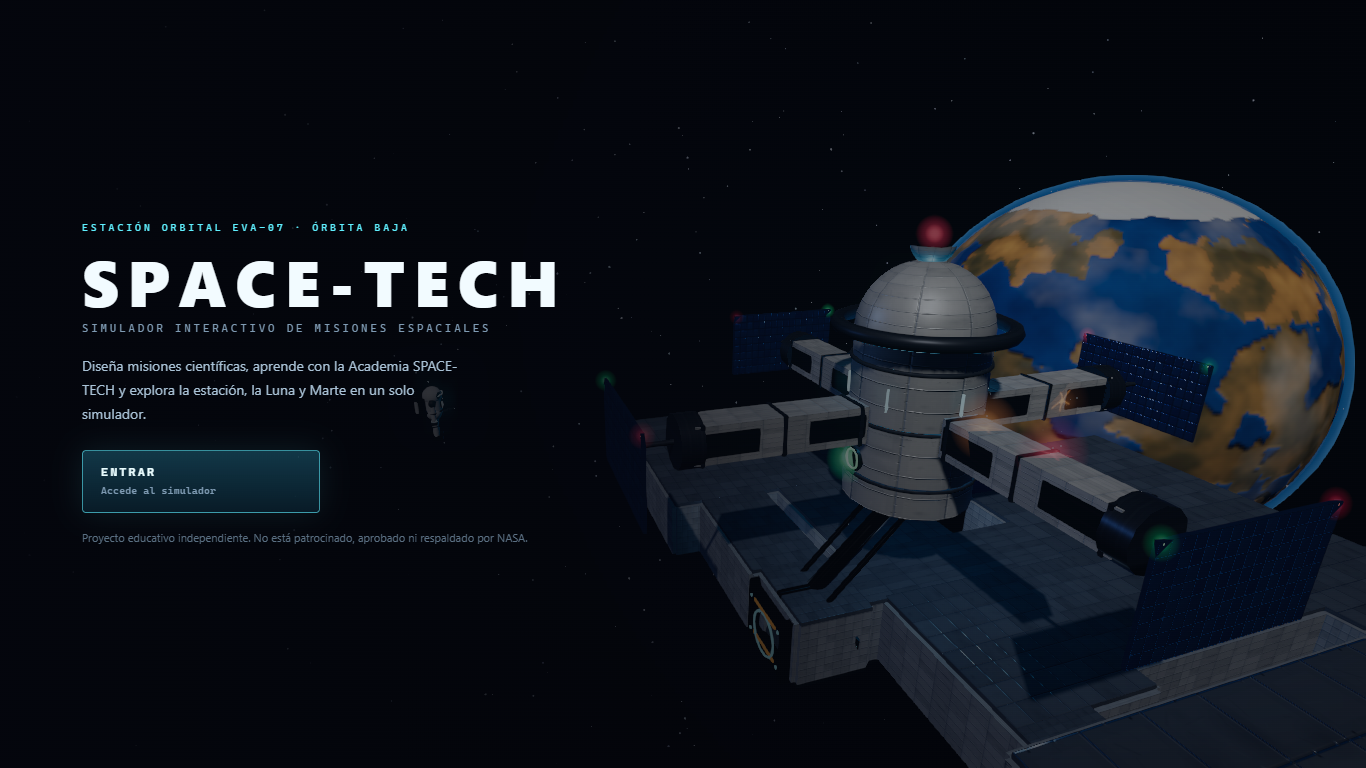 ESTACIÓN ORBITAL EVA-07 · ÓRBITA BAJA
SPACE-TECH
SIMULADOR INTERACTIVO DE MISIONES ESPACIALES
Diseña misiones científicas, aprende con la Academia SPACE-
TECH y explora la estación, la Luna y Marte en un solo
simulador.
ENTRAR
Accede al simulador
Proyecto educativo independiente. No está patrocinado, aprobado ni respaldado por NASA.